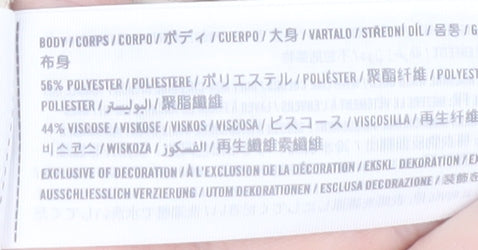 BODY / CORPS / CORPO / ボディ / CUERPO / 大身 / VARTALO / STŘEDNÍ DÍL / 몸통 / G
布身
56% POLYESTER / POLIESTERE / ポリエステル / POLIÉSTER / 聚酯纤维 / POLYEST
POLIESTER / البوليستر / 聚脂纖維
44% VISCOSE / VISKOSE / VISKOS / VISCOSA / ビスコース / VISCOSILLA / 再生纤维
비스코스 / WISKOZA / الفسكوز / 再生纖維素纖維
EXCLUSIVE OF DECORATION / À L'EXCLUSION DE LA DÉCORATION / EKSKL. DEKORATION / EX
AUSSCHLIESSLICH VERZIERUNG / UTOM DEKORATIONEN / ESCLUSA DECORAZIONE / 装飾を